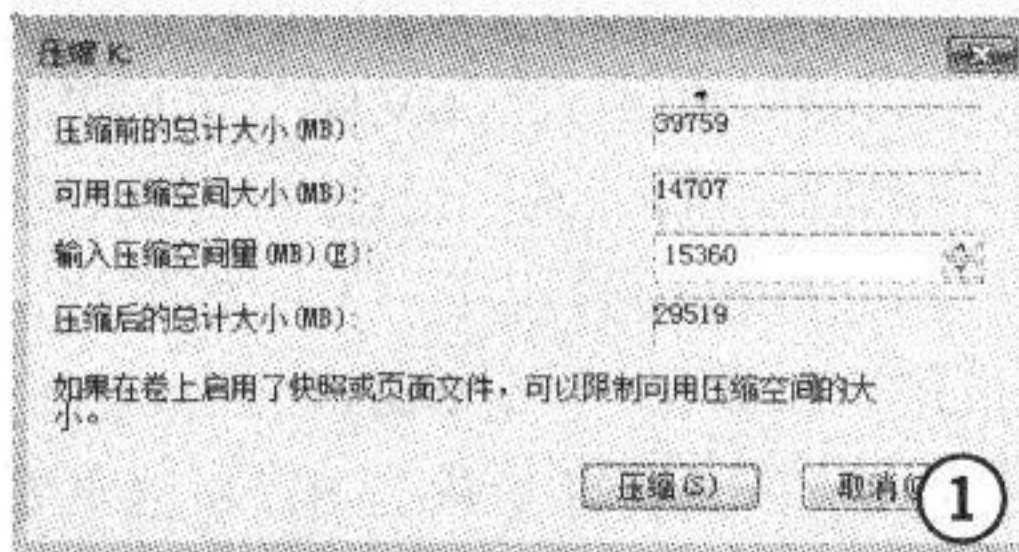 压缩 K:
压缩前的总计大小(MB): 39759
可用压缩空间大小(MB): 14707
输入压缩空间量(MB)(E): 15360
压缩后的总计大小(MB): 29519
如果在卷上启用了快照或页面文件，可以限制可用压缩空间的大
小。
压缩(S) 取消 1